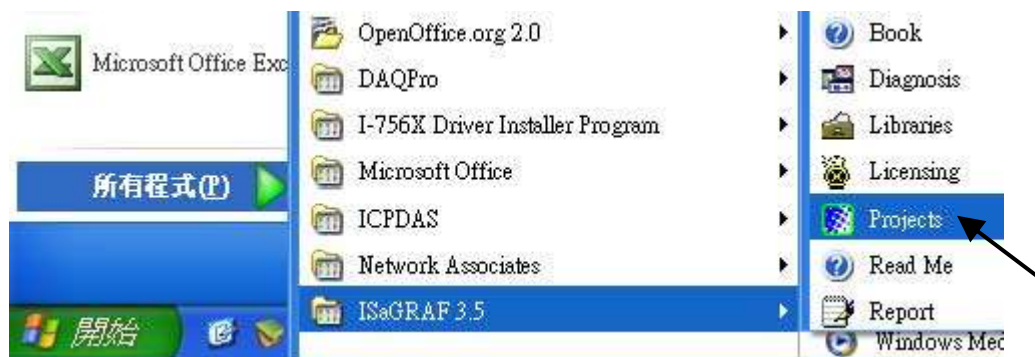 Microsoft Office Exc
所有程式(P)
開始
OpenOffice.org 2.0
DAQPro
I-756X Driver Installer Program
Microsoft Office
ICPDAS
Network Associates
ISaGRAF 3.5
Book
Diagnosis
Libraries
Licensing
Projects
Read Me
Report
Windows Med